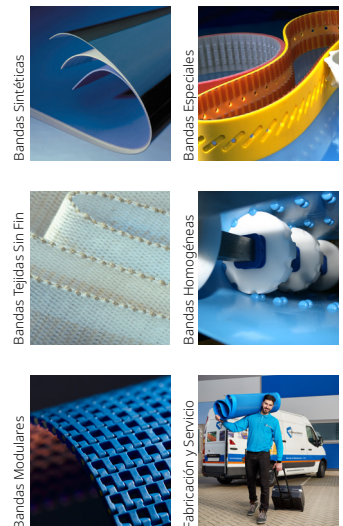 Bandas Sintéticas
Bandas Especiales
Bandas Tejidas Sin Fin
Bandas Homogéneas
Bandas Modulares
Fabricación y Servicio